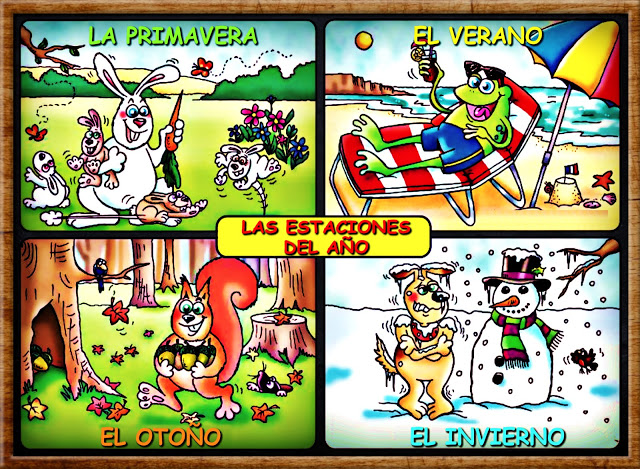 LA PRIMAVERA
EL VERANO
LAS ESTACIONES
DEL AÑO
EL OTOÑO
EL INVIERNO